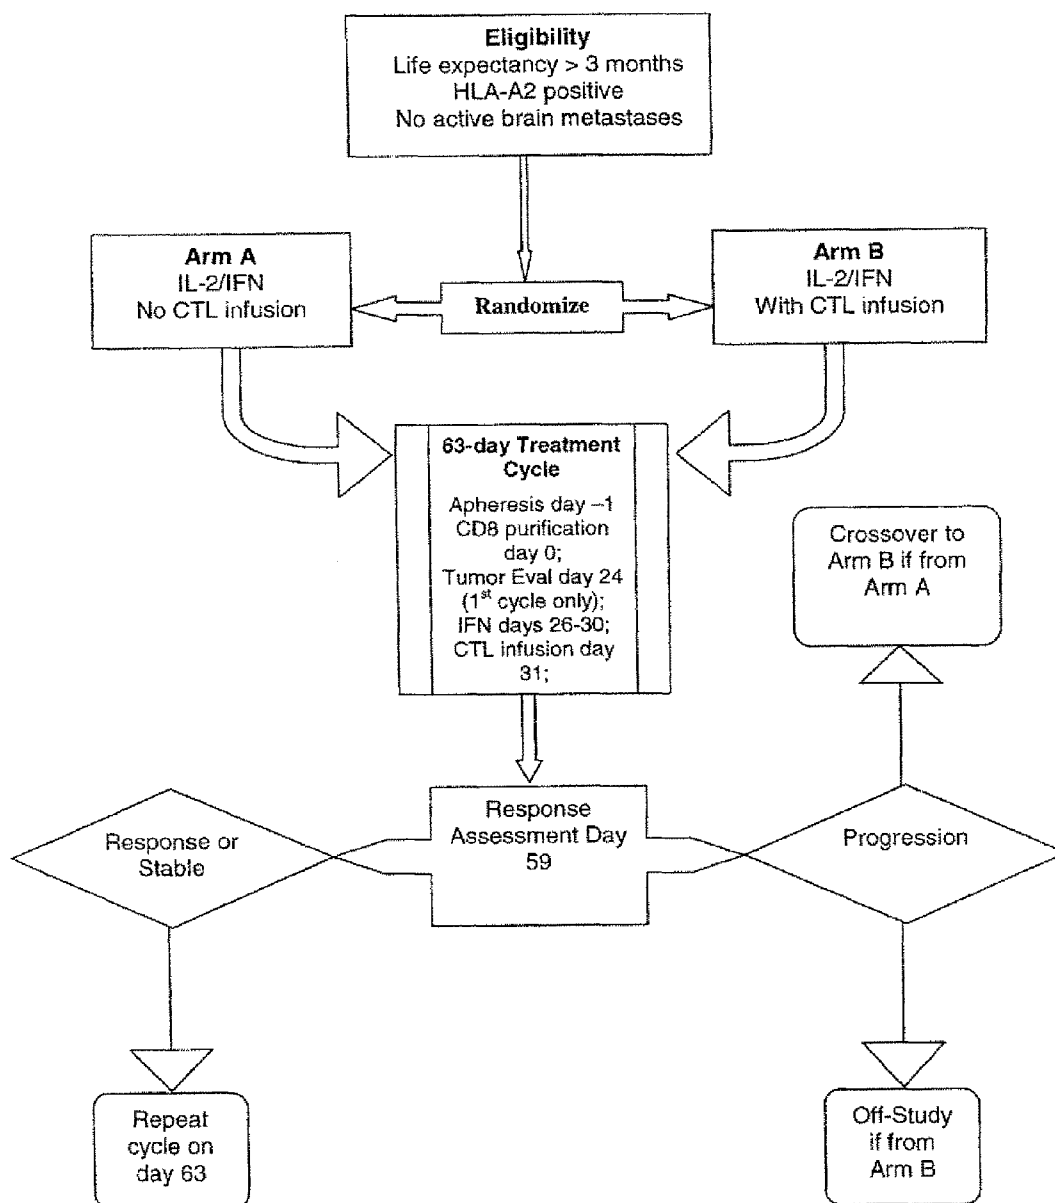 Eligibility
Life expectancy > 3 months
HLA-A2 positive
No active brain metastases
Arm A
IL-2/IFN
No CTL infusion
Randomize
Arm B
IL-2/IFN
With CTL infusion
63-day Treatment
Cycle
Apheresis day –1
CD8 purification
day 0;
Tumor Eval day 24
(1st cycle only);
IFN days 26-30;
CTL infusion day
31;
Crossover to
Arm B if from
Arm A
Response or
Stable
Response
Assessment Day
59
Progression
Repeat
cycle on
day 63
Off-Study
if from
Arm B